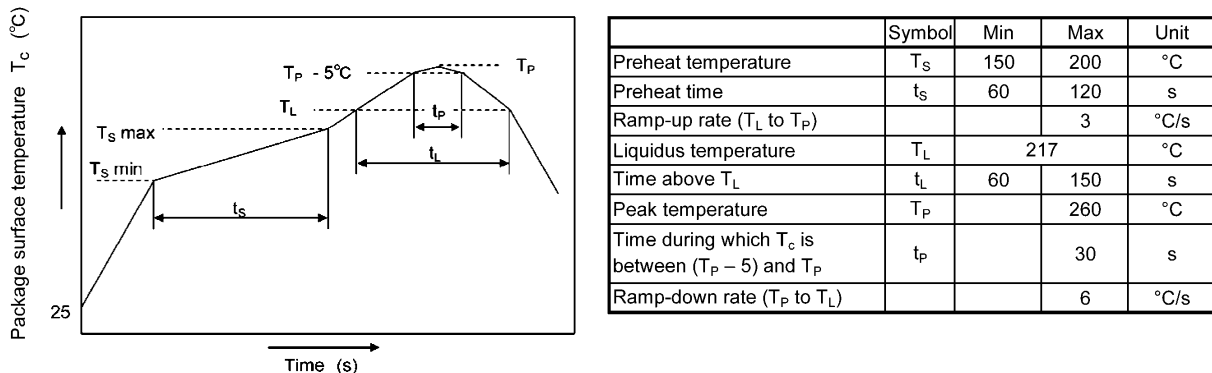 Package surface temperature T_c (°C)
T_P - 5℃
T_P
T_L
t_P
T_S max
T_S min
t_L
t_S
25
Time (s)
Symbol Min Max Unit
Preheat temperature T_S 150 200 °C
Preheat time t_S 60 120 s
Ramp-up rate (T_L to T_P) 3 °C/s
Liquidus temperature T_L 217 °C
Time above T_L t_L 60 150 s
Peak temperature T_P 260 °C
Time during which T_c is
between (T_P – 5) and T_P t_P 30 s
Ramp-down rate (T_P to T_L) 6 °C/s